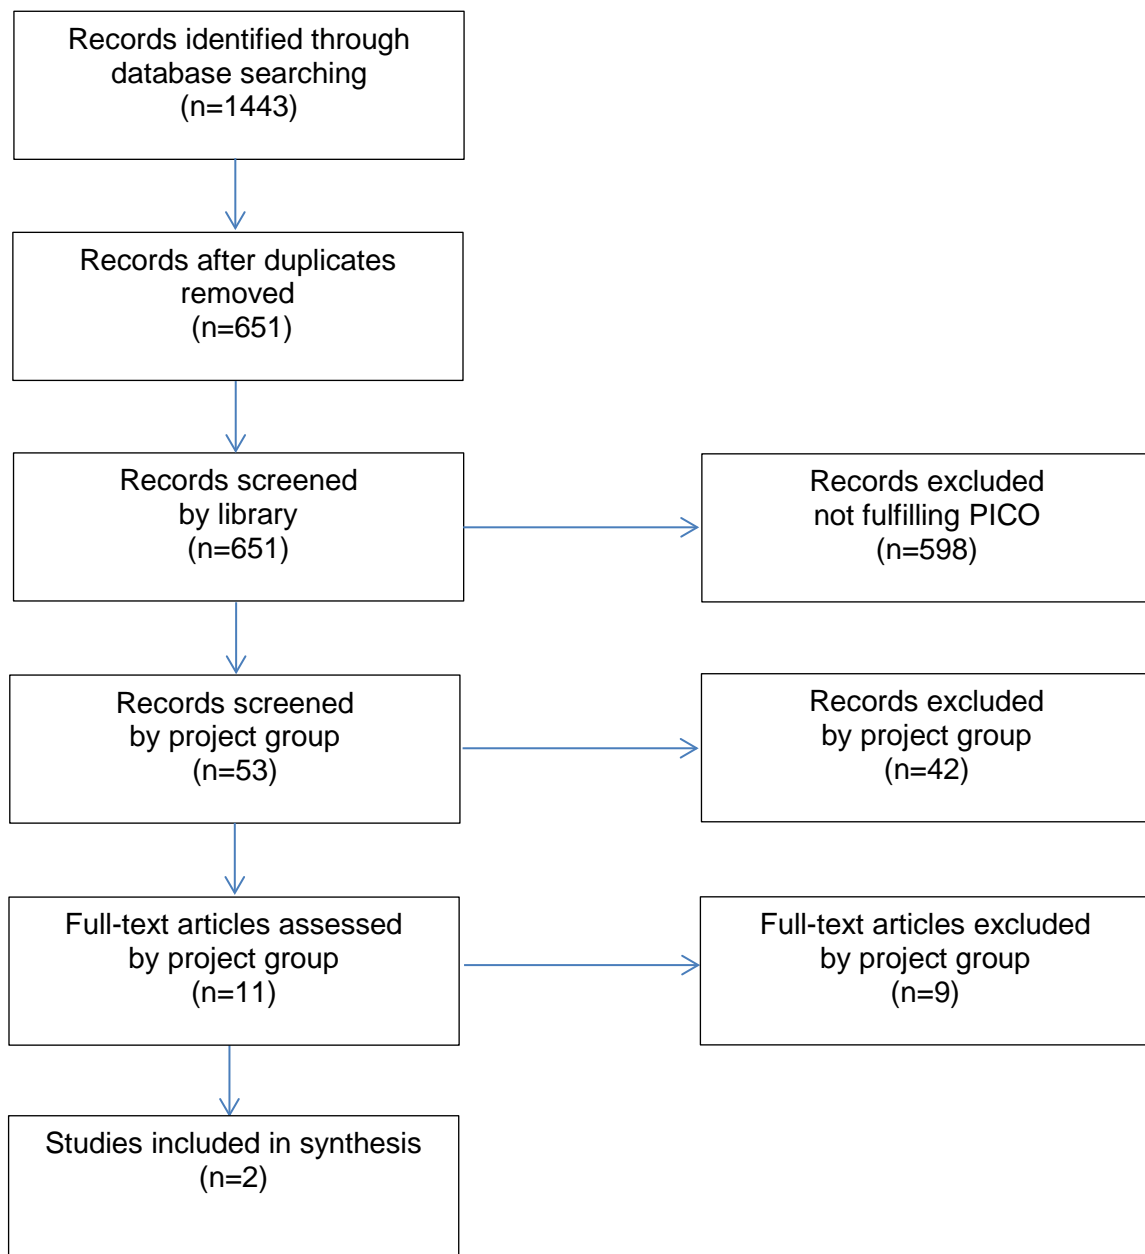 Records identified through
database searching
(n=1443)
Records after duplicates
removed
(n=651)
Records screened
by library
(n=651)
Records excluded
not fulfilling PICO
(n=598)
Records screened
by project group
(n=53)
Records excluded
by project group
(n=42)
Full-text articles assessed
by project group
(n=11)
Full-text articles excluded
by project group
(n=9)
Studies included in synthesis
(n=2)